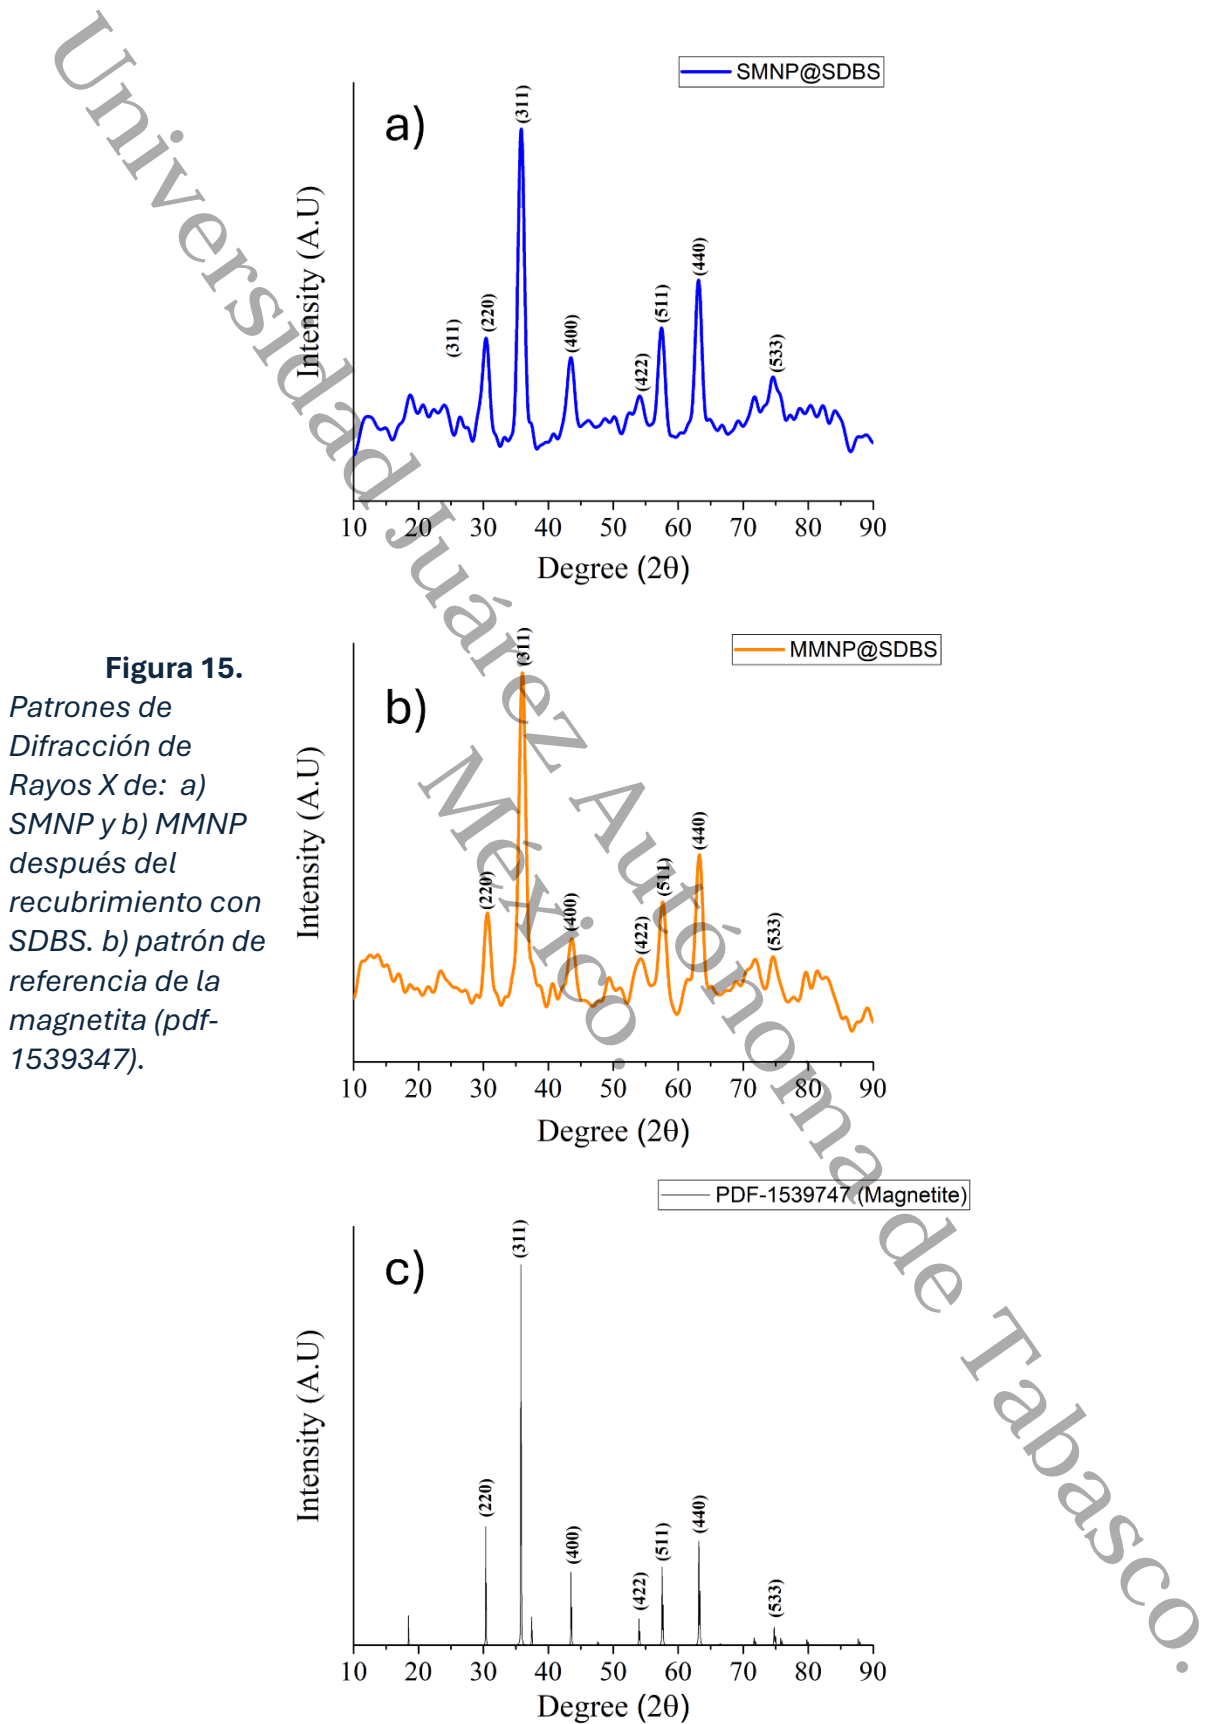 SMNP@SDBS
a)
(311)
(220)
(311)
(400)
(422)
(511)
(440)
(533)
Intensity (A.U)
10 20 30 40 50 60 70 80 90
Degree (2θ)
MMNP@SDBS
b)
(220)
(311)
(400)
(422)
(511)
(440)
(533)
Intensity (A.U)
10 20 30 40 50 60 70 80 90
Degree (2θ)
Figura 15.
Patrones de
Difracción de
Rayos X de: a)
SMNP y b) MMNP
después del
recubrimiento con
SDBS. b) patrón de
referencia de la
magnetita (pdf-
1539347).
PDF-1539747 (Magnetite)
c)
(220)
(311)
(400)
(422)
(511)
(440)
(533)
Intensity (A.U)
10 20 30 40 50 60 70 80 90
Degree (2θ)
Universidad Juárez Autónoma de Tabasco.
México.